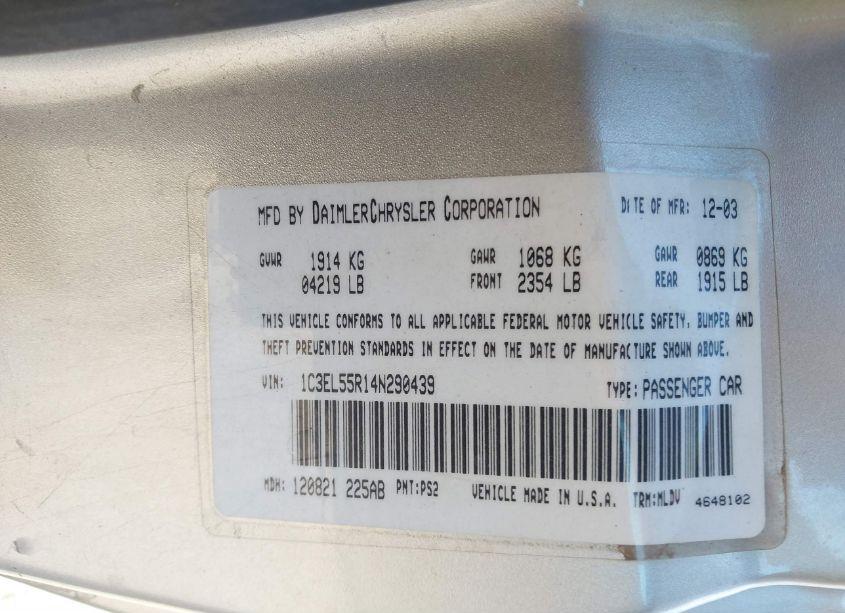 MFD BY DAIMLERCHRYSLER CORPORATION DATE OF MFR: 12-03
GVWR 1914 KG GAWR 1068 KG GAWR 0869 KG
04219 LB FRONT 2354 LB REAR 1915 LB
THIS VEHICLE CONFORMS TO ALL APPLICABLE FEDERAL MOTOR VEHICLE SAFETY, BUMPER AND
THEFT PREVENTION STANDARDS IN EFFECT ON THE DATE OF MANUFACTURE SHOWN ABOVE.
VIN: 1C3EL55R14N290439 TYPE: PASSENGER CAR
MDH: 120821 225AB PNT:PS2 VEHICLE MADE IN U.S.A. TRM:MLDV 4648102